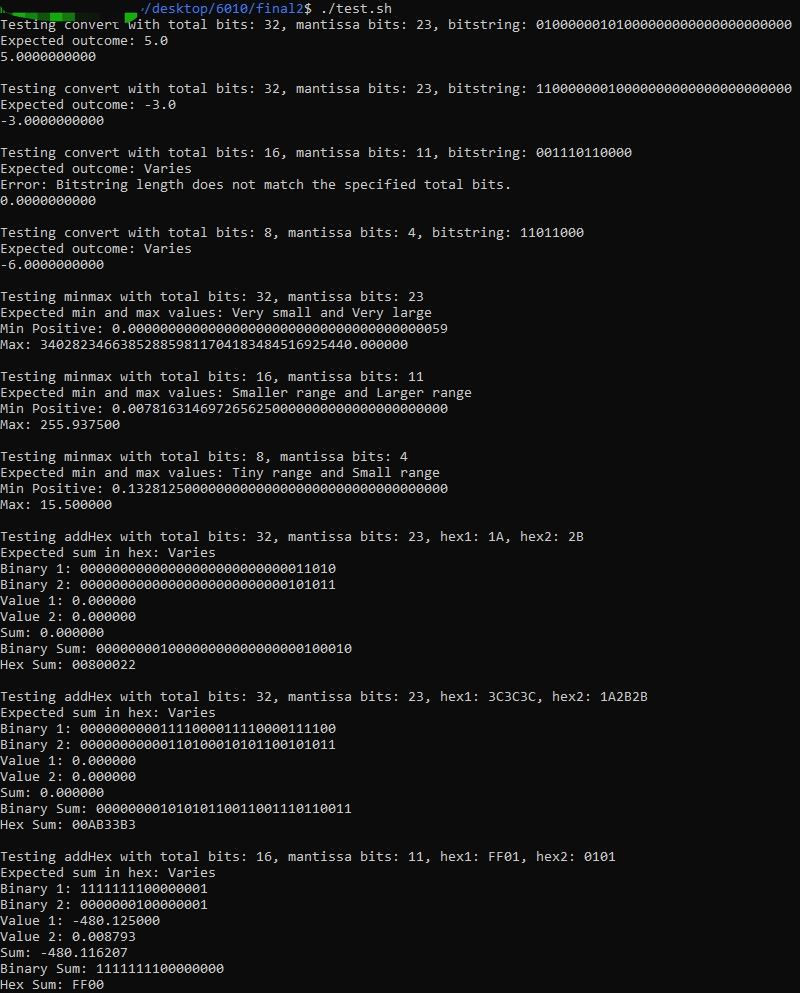 /desktop/6010/final2$ ./test.sh
Testing convert with total bits: 32, mantissa bits: 23, bitstring: 01000000101000000000000000000000
Expected outcome: 5.0
5.0000000000
Testing convert with total bits: 32, mantissa bits: 23, bitstring: 11000000010000000000000000000000
Expected outcome: -3.0
-3.0000000000
Testing convert with total bits: 16, mantissa bits: 11, bitstring: 001110110000
Expected outcome: Varies
Error: Bitstring length does not match the specified total bits.
0.0000000000
Testing convert with total bits: 8, mantissa bits: 4, bitstring: 11011000
Expected outcome: Varies
-6.0000000000
Testing minmax with total bits: 32, mantissa bits: 23
Expected min and max values: Very small and Very large
Min Positive: 0.0000000000000000000000000000000000000059
Max: 340282346638528859811704183484516925440.000000
Testing minmax with total bits: 16, mantissa bits: 11
Expected min and max values: Smaller range and Larger range
Min Positive: 0.0078163146972656250000000000000000000000
Max: 255.937500
Testing minmax with total bits: 8, mantissa bits: 4
Expected min and max values: Tiny range and Small range
Min Positive: 0.1328125000000000000000000000000000000000
Max: 15.500000
Testing addHex with total bits: 32, mantissa bits: 23, hex1: 1A, hex2: 2B
Expected sum in hex: Varies
Binary 1: 00000000000000000000000000011010
Binary 2: 00000000000000000000000000101011
Value 1: 0.000000
Value 2: 0.000000
Sum: 0.000000
Binary Sum: 00000000100000000000000000100010
Hex Sum: 00800022
Testing addHex with total bits: 32, mantissa bits: 23, hex1: 3C3C3C, hex2: 1A2B2B
Expected sum in hex: Varies
Binary 1: 00000000001111000011110000111100
Binary 2: 00000000000110100010101100101011
Value 1: 0.000000
Value 2: 0.000000
Sum: 0.000000
Binary Sum: 00000000101010110011001110110011
Hex Sum: 00AB33B3
Testing addHex with total bits: 16, mantissa bits: 11, hex1: FF01, hex2: 0101
Expected sum in hex: Varies
Binary 1: 1111111100000001
Binary 2: 0000000100000001
Value 1: -480.125000
Value 2: 0.008793
Sum: -480.116207
Binary Sum: 1111111100000000
Hex Sum: FF00